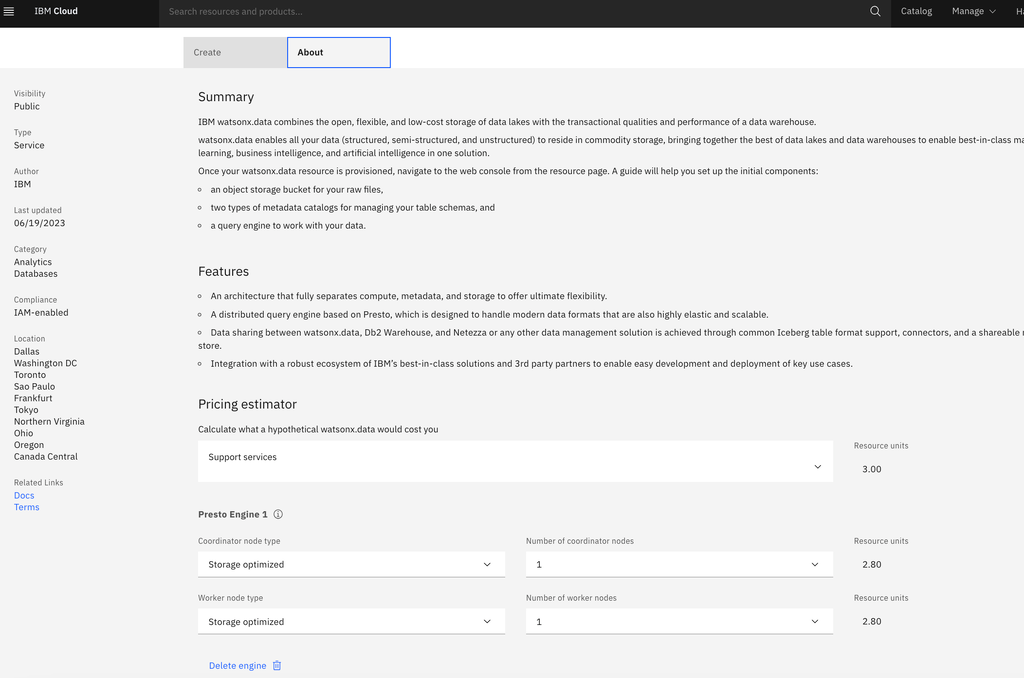 IBM Cloud
Search resources and products...
Catalog
Manage
Create
About
Visibility
Public
Type
Service
Author
IBM
Last updated
06/19/2023
Category
Analytics
Databases
Compliance
IAM-enabled
Location
Dallas
Washington DC
Toronto
Sao Paulo
Frankfurt
Tokyo
Northern Virginia
Ohio
Oregon
Canada Central
Related Links
Docs
Terms
Summary
IBM watsonx.data combines the open, flexible, and low-cost storage of data lakes with the transactional qualities and performance of a data warehouse.
watsonx.data enables all your data (structured, semi-structured, and unstructured) to reside in commodity storage, bringing together the best of data lakes and data warehouses to enable best-in-class
learning, business intelligence, and artificial intelligence in one solution.
Once your watsonx.data resource is provisioned, navigate to the web console from the resource page. A guide will help you set up the initial components:
an object storage bucket for your raw files,
two types of metadata catalogs for managing your table schemas, and
a query engine to work with your data.
Features
An architecture that fully separates compute, metadata, and storage to offer ultimate flexibility.
A distributed query engine based on Presto, which is designed to handle modern data formats that are also highly elastic and scalable.
Data sharing between watsonx.data, Db2 Warehouse, and Netezza or any other data management solution is achieved through common Iceberg table format support, connectors, and a shareable
store.
Integration with a robust ecosystem of IBM's best-in-class solutions and 3rd party partners to enable easy development and deployment of key use cases.
Pricing estimator
Calculate what a hypothetical watsonx.data would cost you
Support services
Resource units
3.00
Presto Engine 1
Coordinator node type
Number of coordinator nodes
Resource units
Storage optimized
1
2.80
Worker node type
Number of worker nodes
Resource units
Storage optimized
1
2.80
Delete engine